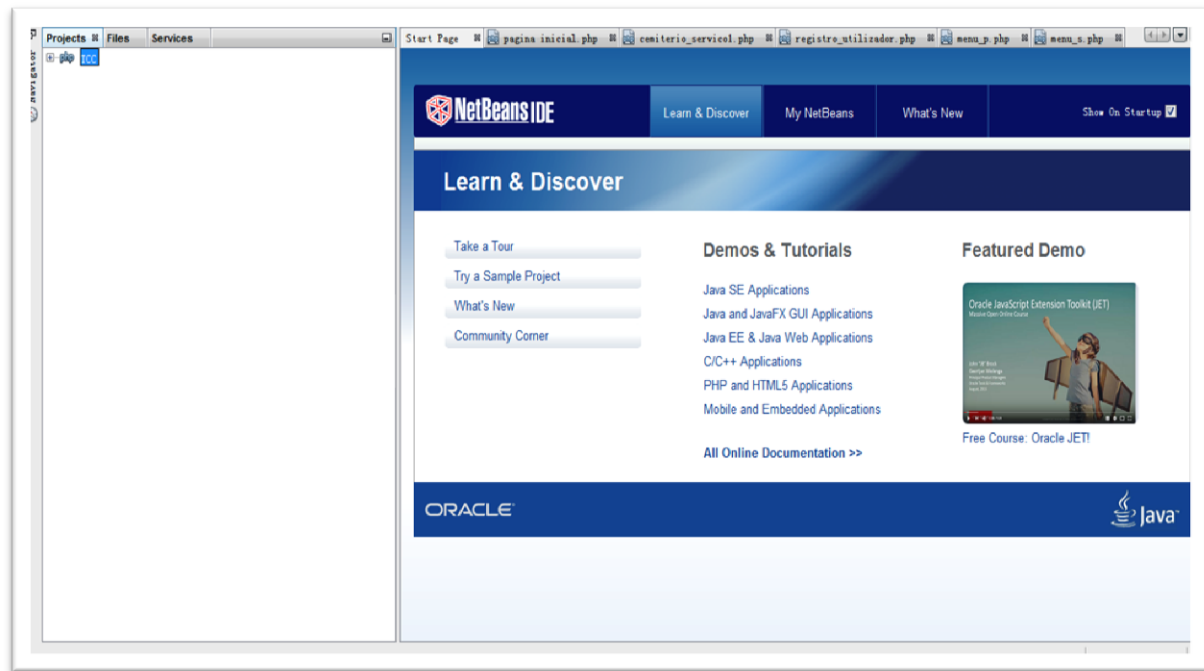 Projects Files Services
php TCC
Navigator
Start Page pagina inicial.php cemiterio_servico1.php registro_utilizador.php menu_p.php menu_s.php
NetBeans IDE
Learn & Discover My NetBeans What's New Show On Startup
Learn & Discover
Take a Tour
Try a Sample Project
What's New
Community Corner
Demos & Tutorials
Java SE Applications
Java and JavaFX GUI Applications
Java EE & Java Web Applications
C/C++ Applications
PHP and HTML5 Applications
Mobile and Embedded Applications
All Online Documentation >>
Featured Demo
Oracle JavaScript Extension Toolkit (JET)
Massive Open Online Course
Free Course: Oracle JET!
ORACLE
Java